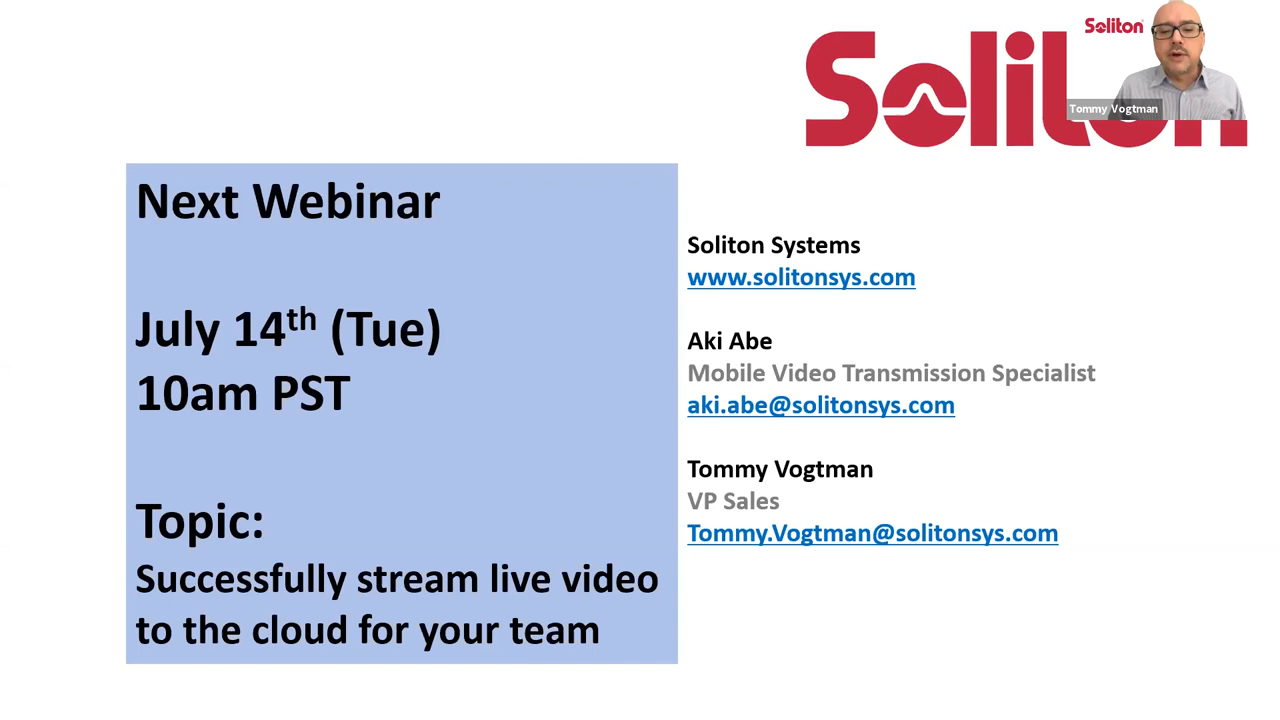 Soliton
Soliton
Tommy Vogtman
Next Webinar
July 14th (Tue)
10am PST
Topic:
Successfully stream live video
to the cloud for your team
Soliton Systems
www.solitonsys.com
Aki Abe
Mobile Video Transmission Specialist
aki.abe@solitonsys.com
Tommy Vogtman
VP Sales
Tommy.Vogtman@solitonsys.com